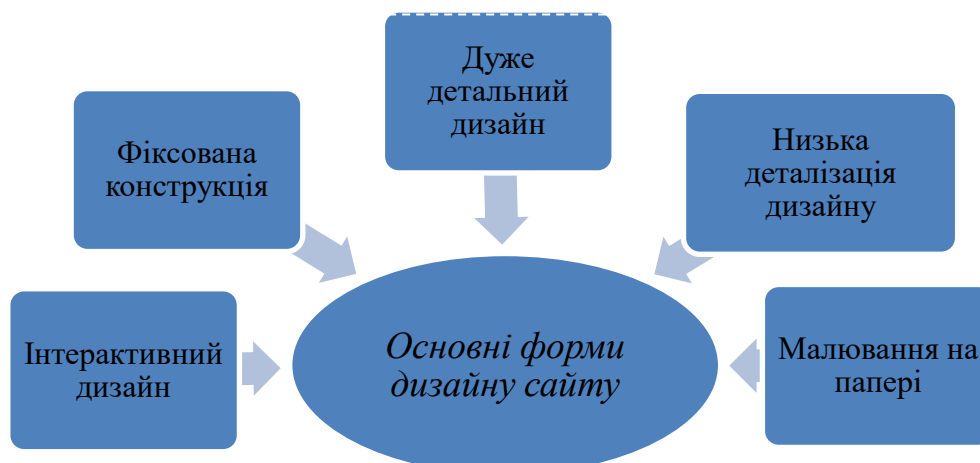 Дуже
детальний
дизайн
Фіксована
конструкція
Низька
деталізація
дизайну
Інтерактивний
дизайн
Основні форми
дизайну сайту
Малювання на
папері